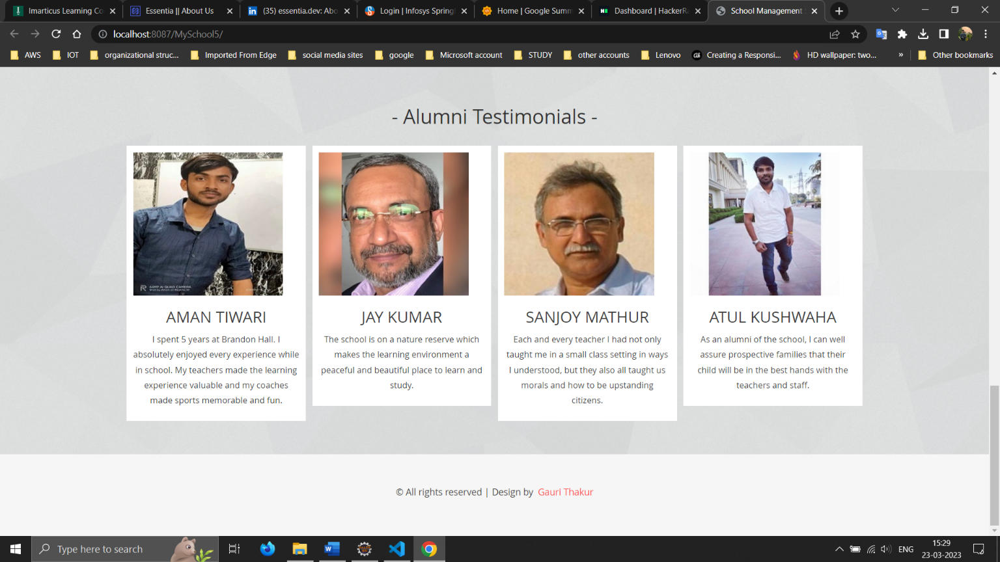 Imarticus Learning Co
Essentia || About Us
(35) essentia.dev: Abo
Login | Infosys Spring
Home | Google Summ
Dashboard | HackerRa
School Management S
localhost:8087/MySchool5/
AWS
IOT
organizational struc...
Imported From Edge
social media sites
google
Microsoft account
STUDY
other accounts
Lenovo
Creating a Responsi...
HD wallpaper: two...
»
Other bookmarks
- Alumni Testimonials -
AMAN TIWARI
I spent 5 years at Brandon Hall. I
absolutely enjoyed every experience while
in school. My teachers made the learning
experience valuable and my coaches
made sports memorable and fun.
JAY KUMAR
The school is on a nature reserve which
makes the learning environment a
peaceful and beautiful place to learn and
study.
SANJOY MATHUR
Each and every teacher I had not only
taught me in a small class setting in ways
I understood, but they also all taught us
morals and how to be upstanding
citizens.
ATUL KUSHWAHA
As an alumni of the school, I can well
assure prospective families that their
child will be in the best hands with the
teachers and staff.
© All rights reserved | Design by Gauri Thakur
Type here to search
ENG
15:29
23-03-2023